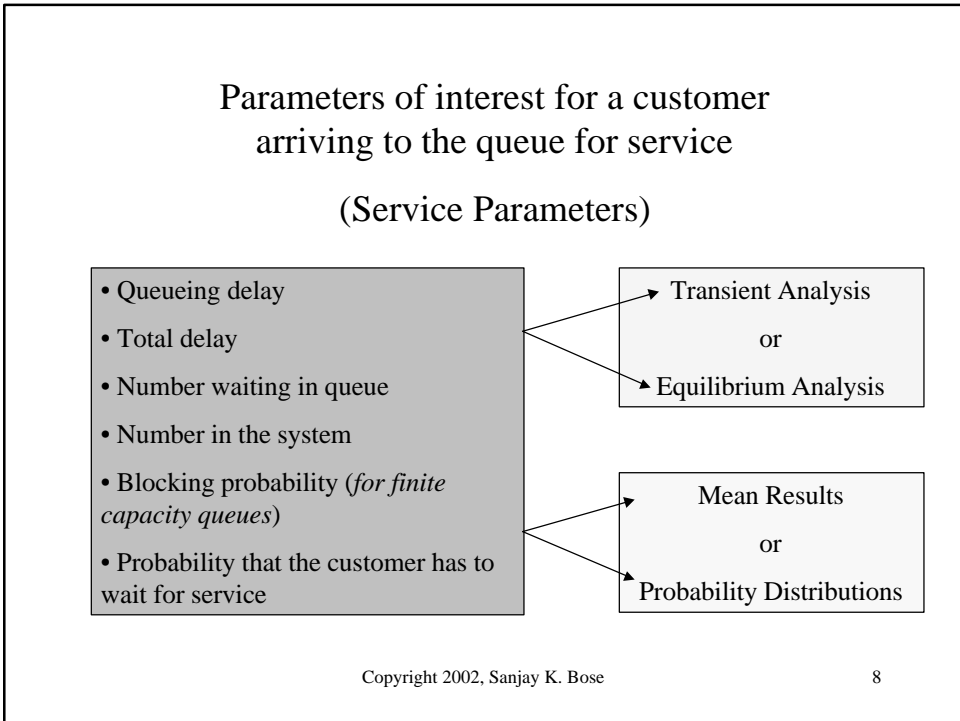 Parameters of interest for a customer
arriving to the queue for service
(Service Parameters)
• Queueing delay
• Total delay
• Number waiting in queue
• Number in the system
• Blocking probability (for finite
capacity queues)
• Probability that the customer has to
wait for service
Transient Analysis
or
Equilibrium Analysis
Mean Results
or
Probability Distributions
Copyright 2002, Sanjay K. Bose
8